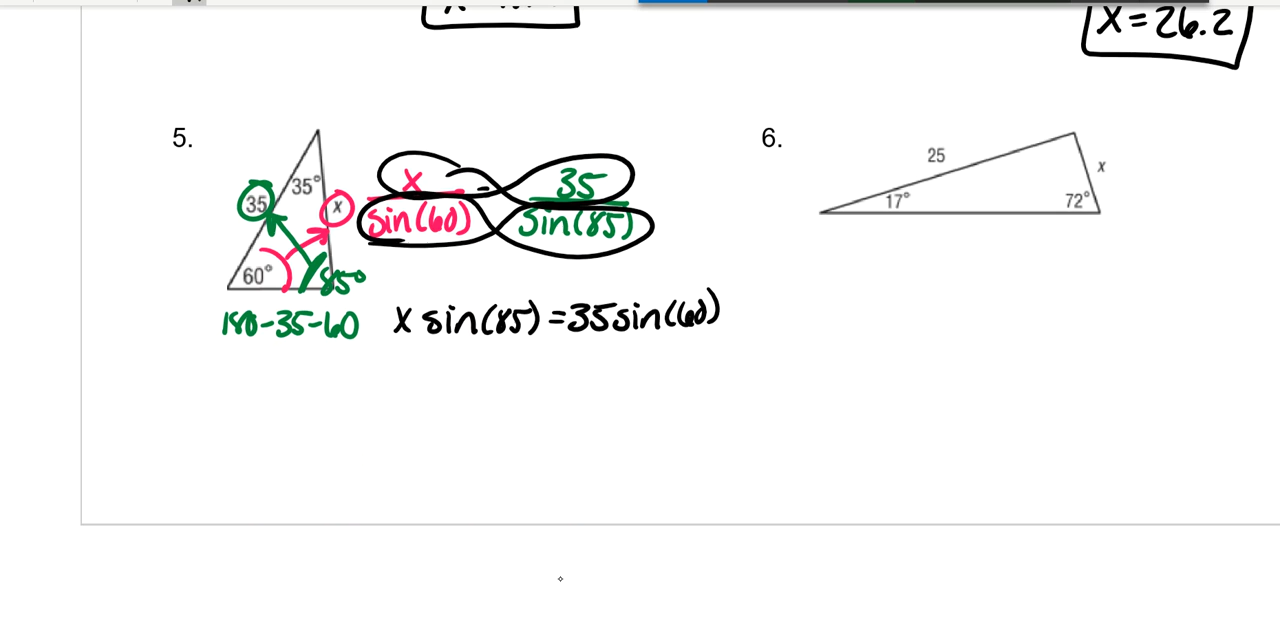 X = 26.2
5.
35
35°
x
60°
85°
180-35-60
x = 35
sin(60) sin(85)
x sin(85) = 35 sin(60)
6.
25
x
17°
72°